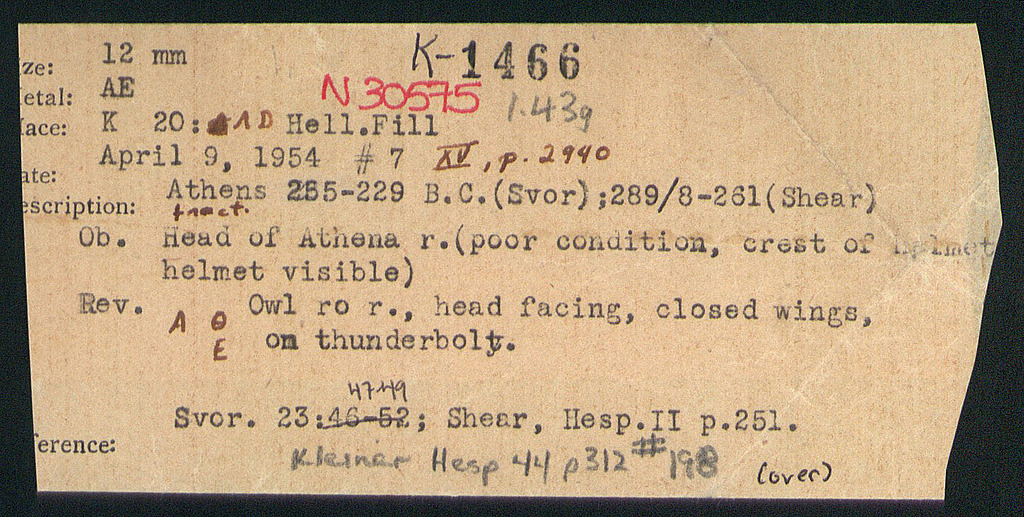 ze: 12 mm K-1466
etal: AE N 30575 1.43g
lace: K 20: A D Hell.Fill
April 9, 1954 #7 XV, p. 2940
ate: Athens 265-229 B.C.(Svor);289/8-261(Shear)
escription: fract.
Ob. Head of Athena r.(poor condition, crest of helmet
helmet visible)
Rev. Owl ro r., head facing, closed wings,
A Θ
E on thunderbolt.
47-49
Svor. 23:46-52; Shear, Hesp.II p.251.
erence: Kleiner Hesp 44 p312 #198 (over)